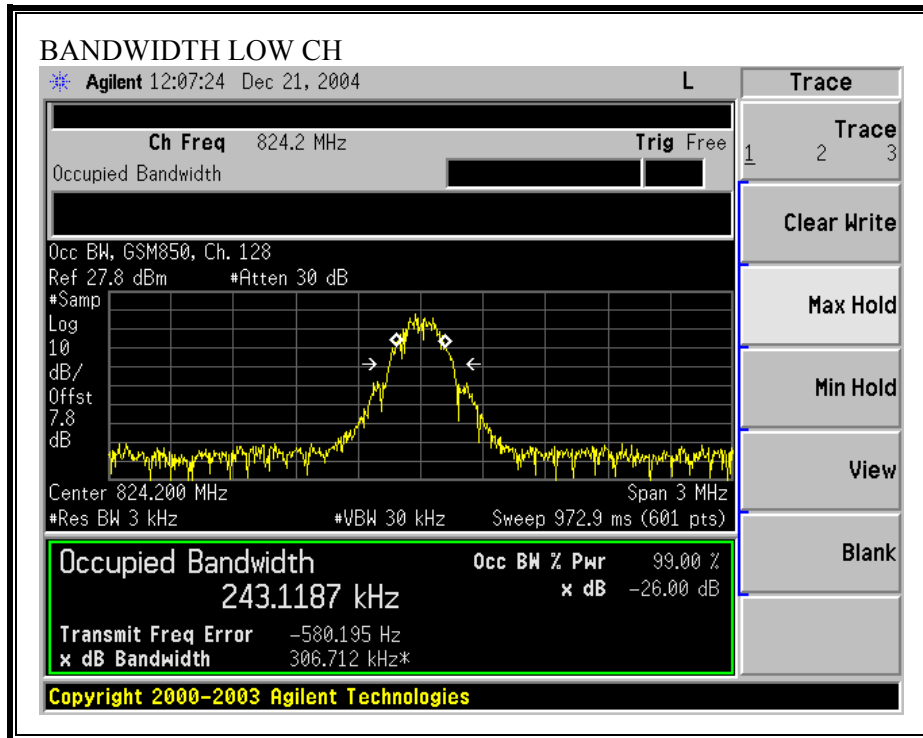 BANDWIDTH LOW CH
Agilent 12:07:24 Dec 21, 2004 L
Trace
Ch Freq 824.2 MHz Trig Free
Occupied Bandwidth
Trace
1 2 3
Clear Write
Occ BW, GSM850, Ch. 128
Ref 27.8 dBm #Atten 30 dB
#Samp
Log
10
dB/
Offst
7.8
dB
Max Hold
Min Hold
View
Center 824.200 MHz Span 3 MHz
#Res BW 3 kHz #VBW 30 kHz Sweep 972.9 ms (601 pts)
Blank
Occupied Bandwidth Occ BW % Pwr 99.00 %
243.1187 kHz x dB -26.00 dB
Transmit Freq Error -580.195 Hz
x dB Bandwidth 306.712 kHz*
Copyright 2000-2003 Agilent Technologies